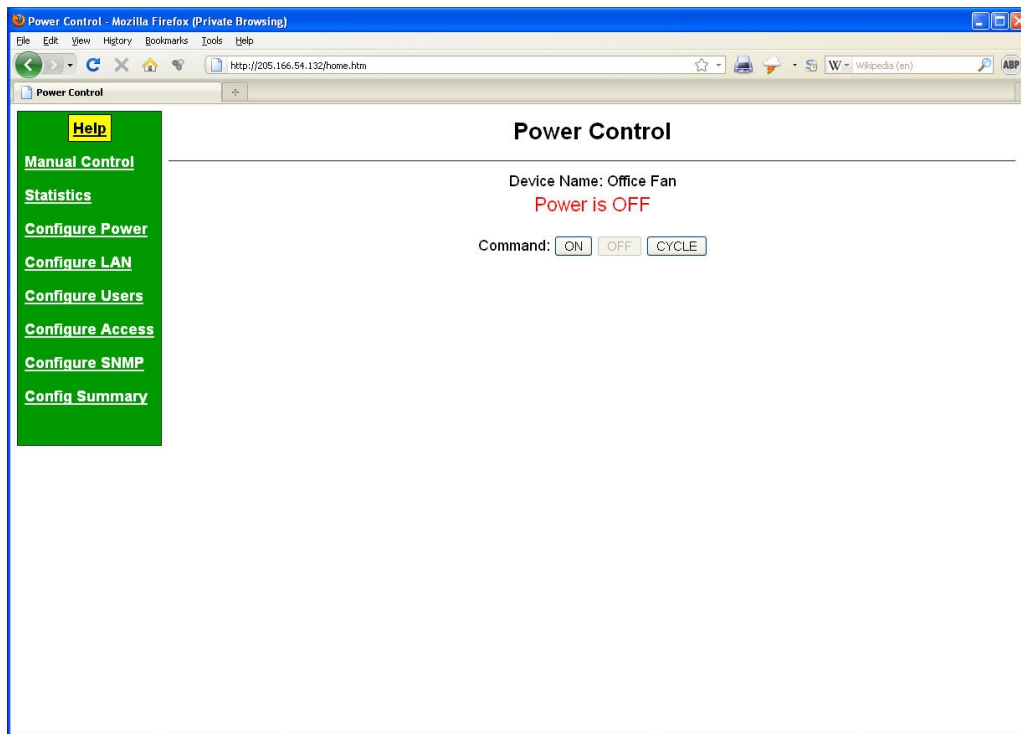 Power Control - Mozilla Firefox (Private Browsing)
File Edit View History Bookmarks Tools Help
http://205.166.54.132/home.htm
W Wikipedia (en)
ABP
Power Control
Help
Manual Control
Statistics
Configure Power
Configure LAN
Configure Users
Configure Access
Configure SNMP
Config Summary
Power Control
Device Name: Office Fan
Power is OFF
Command: ON OFF CYCLE